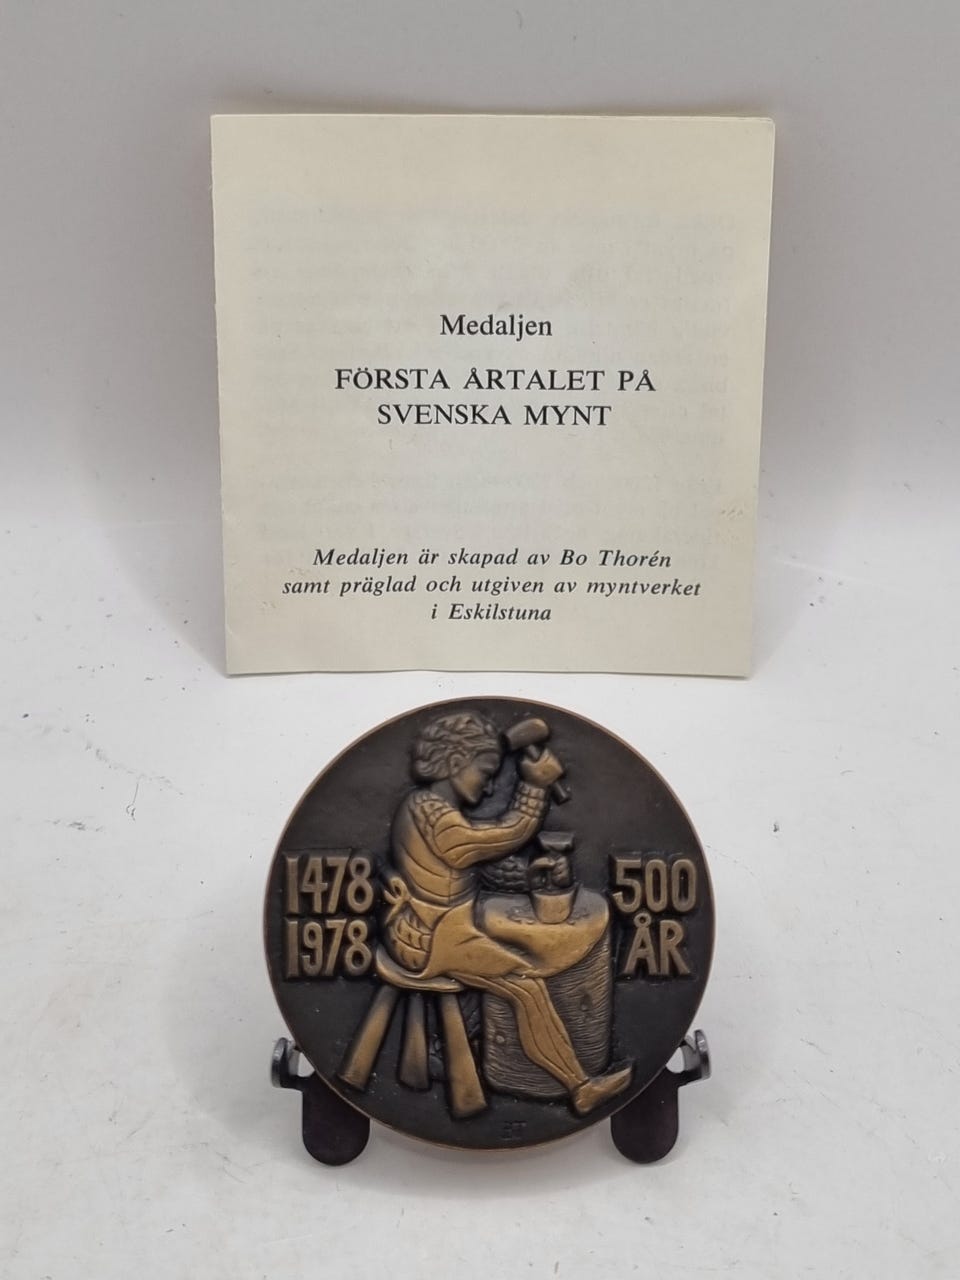 Medaljen
FÖRSTA ÅRTALET PÅ
SVENSKA MYNT
Medaljen är skapad av Bo Thorén
samt präglad och utgiven av myntverket
i Eskilstuna
1478
1978
500
ÅR
BT